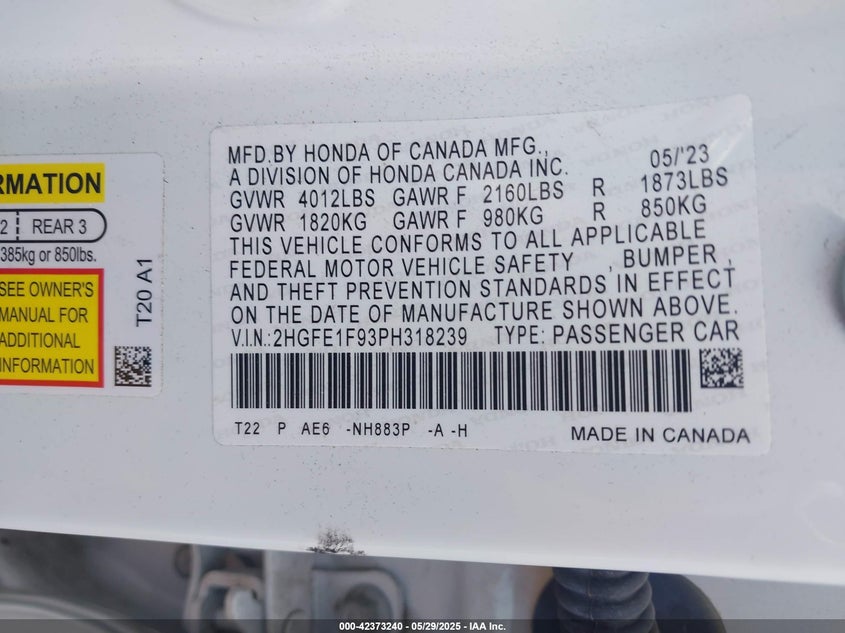 RMATION
2 REAR 3
385kg or 850lbs.
SEE OWNER'S
MANUAL FOR
ADDITIONAL
INFORMATION
T20 A1
MFD.BY HONDA OF CANADA MFG., 05/'23
A DIVISION OF HONDA CANADA INC.
GVWR 4012LBS GAWR F 2160LBS R 1873LBS
GVWR 1820KG GAWR F 980KG R 850KG
THIS VEHICLE CONFORMS TO ALL APPLICABLE
FEDERAL MOTOR VEHICLE SAFETY , BUMPER ,
AND THEFT PREVENTION STANDARDS IN EFFECT
ON THE DATE OF MANUFACTURE SHOWN ABOVE.
V.I.N.:2HGFE1F93PH318239 TYPE: PASSENGER CAR
T22 P AE6 -NH883P -A -H MADE IN CANADA
000-42373240 - 05/29/2025 - IAA Inc.